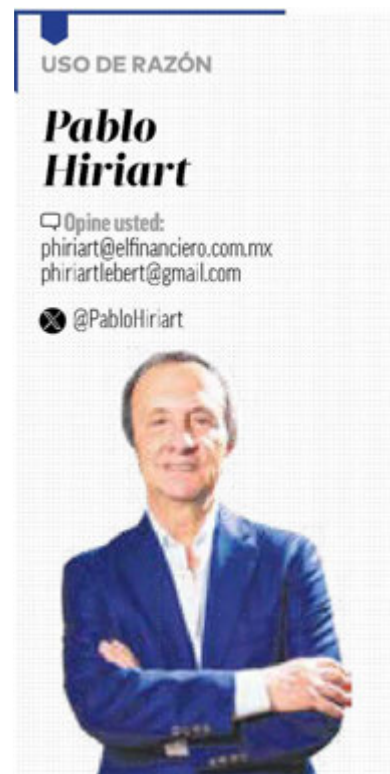 USO DE RAZÓN
Pablo
Hiriart
Opine usted:
phiriart@elfinanciero.com.mx
phiriartlebert@gmail.com
@PabloHiriart